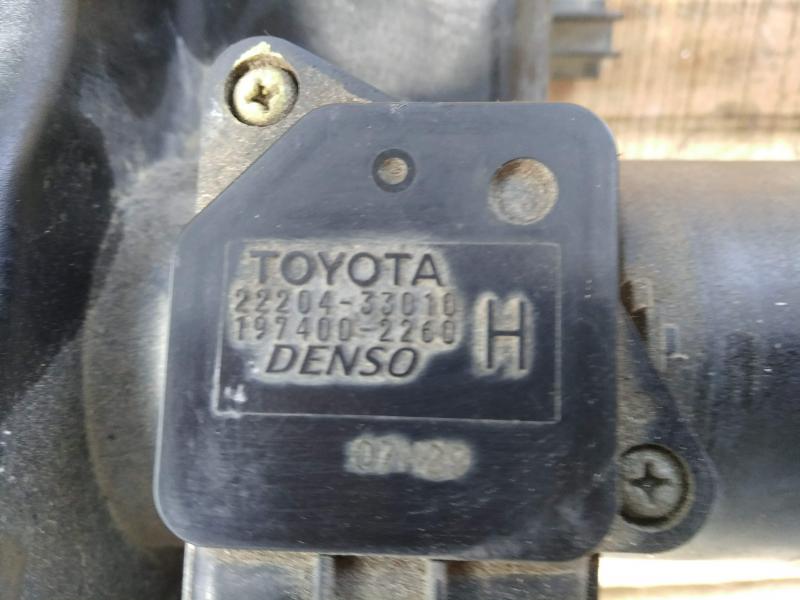 TOYOTA
22204-33010
197400-2260
DENSO
H